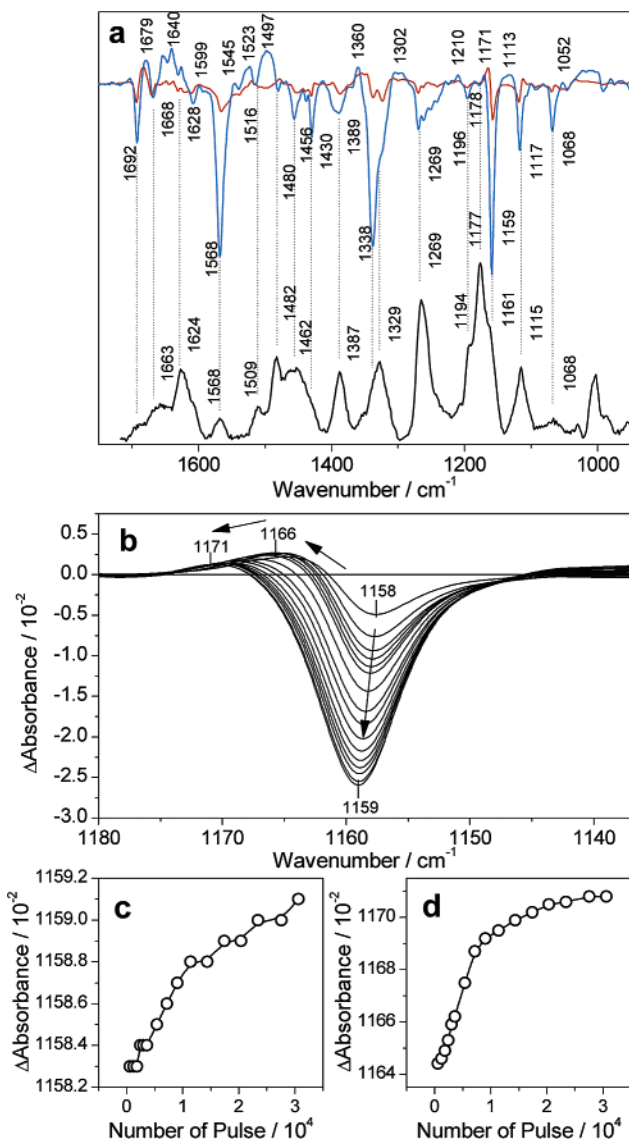 a
1679 1640 1599 1545 1523 1497 1360 1302 1210 1171 1113 1052
1692 1668 1628 1568 1516 1480 1456 1430 1389 1338 1269 1196 1178 1159 1117 1068
1663 1624 1568 1509 1482 1462 1387 1329 1269 1194 1177 1161 1115 1068
1600 1400 1200 1000
Wavenumber / cm-1
b
1171 1166 1158
1159
0.5
0.0
-0.5
-1.0
-1.5
-2.0
-2.5
-3.0
ΔAbsorbance / 10-2
1180 1170 1160 1150 1140
Wavenumber / cm-1
c
1159.2
1159.0
1158.8
1158.6
1158.4
1158.2
ΔAbsorbance / 10-2
0 1 2 3
Number of Pulse / 104
d
1170
1168
1166
1164
ΔAbsorbance / 10-2
0 1 2 3
Number of Pulse / 104